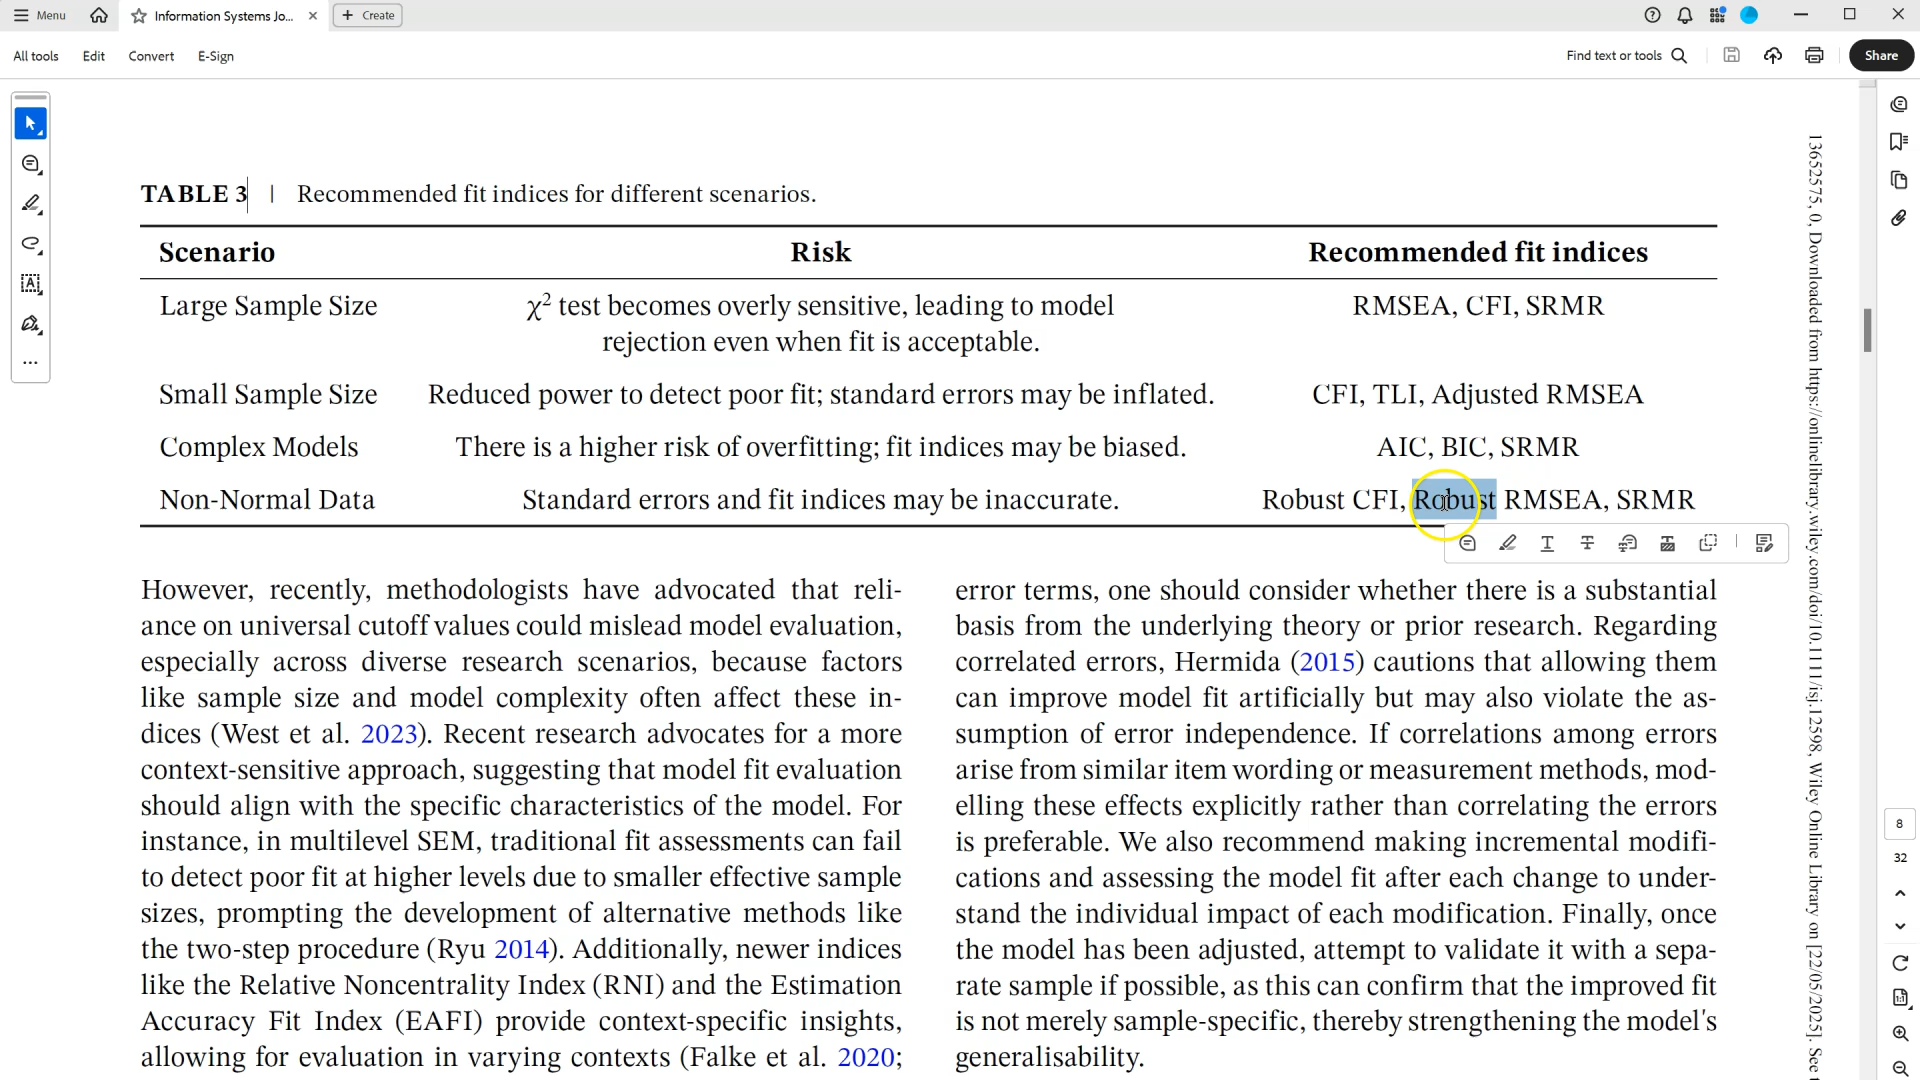 Menu
Information Systems Jo...
Create
All tools
Edit
Convert
E-Sign
Find text or tools
Share
TABLE 3 | Recommended fit indices for different scenarios.
Scenario Risk Recommended fit indices
Large Sample Size χ² test becomes overly sensitive, leading to model RMSEA, CFI, SRMR
rejection even when fit is acceptable.
Small Sample Size Reduced power to detect poor fit; standard errors may be inflated. CFI, TLI, Adjusted RMSEA
Complex Models There is a higher risk of overfitting; fit indices may be biased. AIC, BIC, SRMR
Non-Normal Data Standard errors and fit indices may be inaccurate. Robust CFI, Robust RMSEA, SRMR
However, recently, methodologists have advocated that reli-
ance on universal cutoff values could mislead model evaluation,
especially across diverse research scenarios, because factors
like sample size and model complexity often affect these in-
dices (West et al. 2023). Recent research advocates for a more
context-sensitive approach, suggesting that model fit evaluation
should align with the specific characteristics of the model. For
instance, in multilevel SEM, traditional fit assessments can fail
to detect poor fit at higher levels due to smaller effective sample
sizes, prompting the development of alternative methods like
the two-step procedure (Ryu 2014). Additionally, newer indices
like the Relative Noncentrality Index (RNI) and the Estimation
Accuracy Fit Index (EAFI) provide context-specific insights,
allowing for evaluation in varying contexts (Falke et al. 2020;
error terms, one should consider whether there is a substantial
basis from the underlying theory or prior research. Regarding
correlated errors, Hermida (2015) cautions that allowing them
can improve model fit artificially but may also violate the as-
sumption of error independence. If correlations among errors
arise from similar item wording or measurement methods, mod-
elling these effects explicitly rather than correlating the errors
is preferable. We also recommend making incremental modifi-
cations and assessing the model fit after each change to under-
stand the individual impact of each modification. Finally, once
the model has been adjusted, attempt to validate it with a sepa-
rate sample if possible, as this can confirm that the improved fit
is not merely sample-specific, thereby strengthening the model's
generalisability.
13652575, 0, Downloaded from https://onlinelibrary.wiley.com/doi/10.1111/isj.12598, Wiley Online Library on [22/05/2025]. See t
8
32